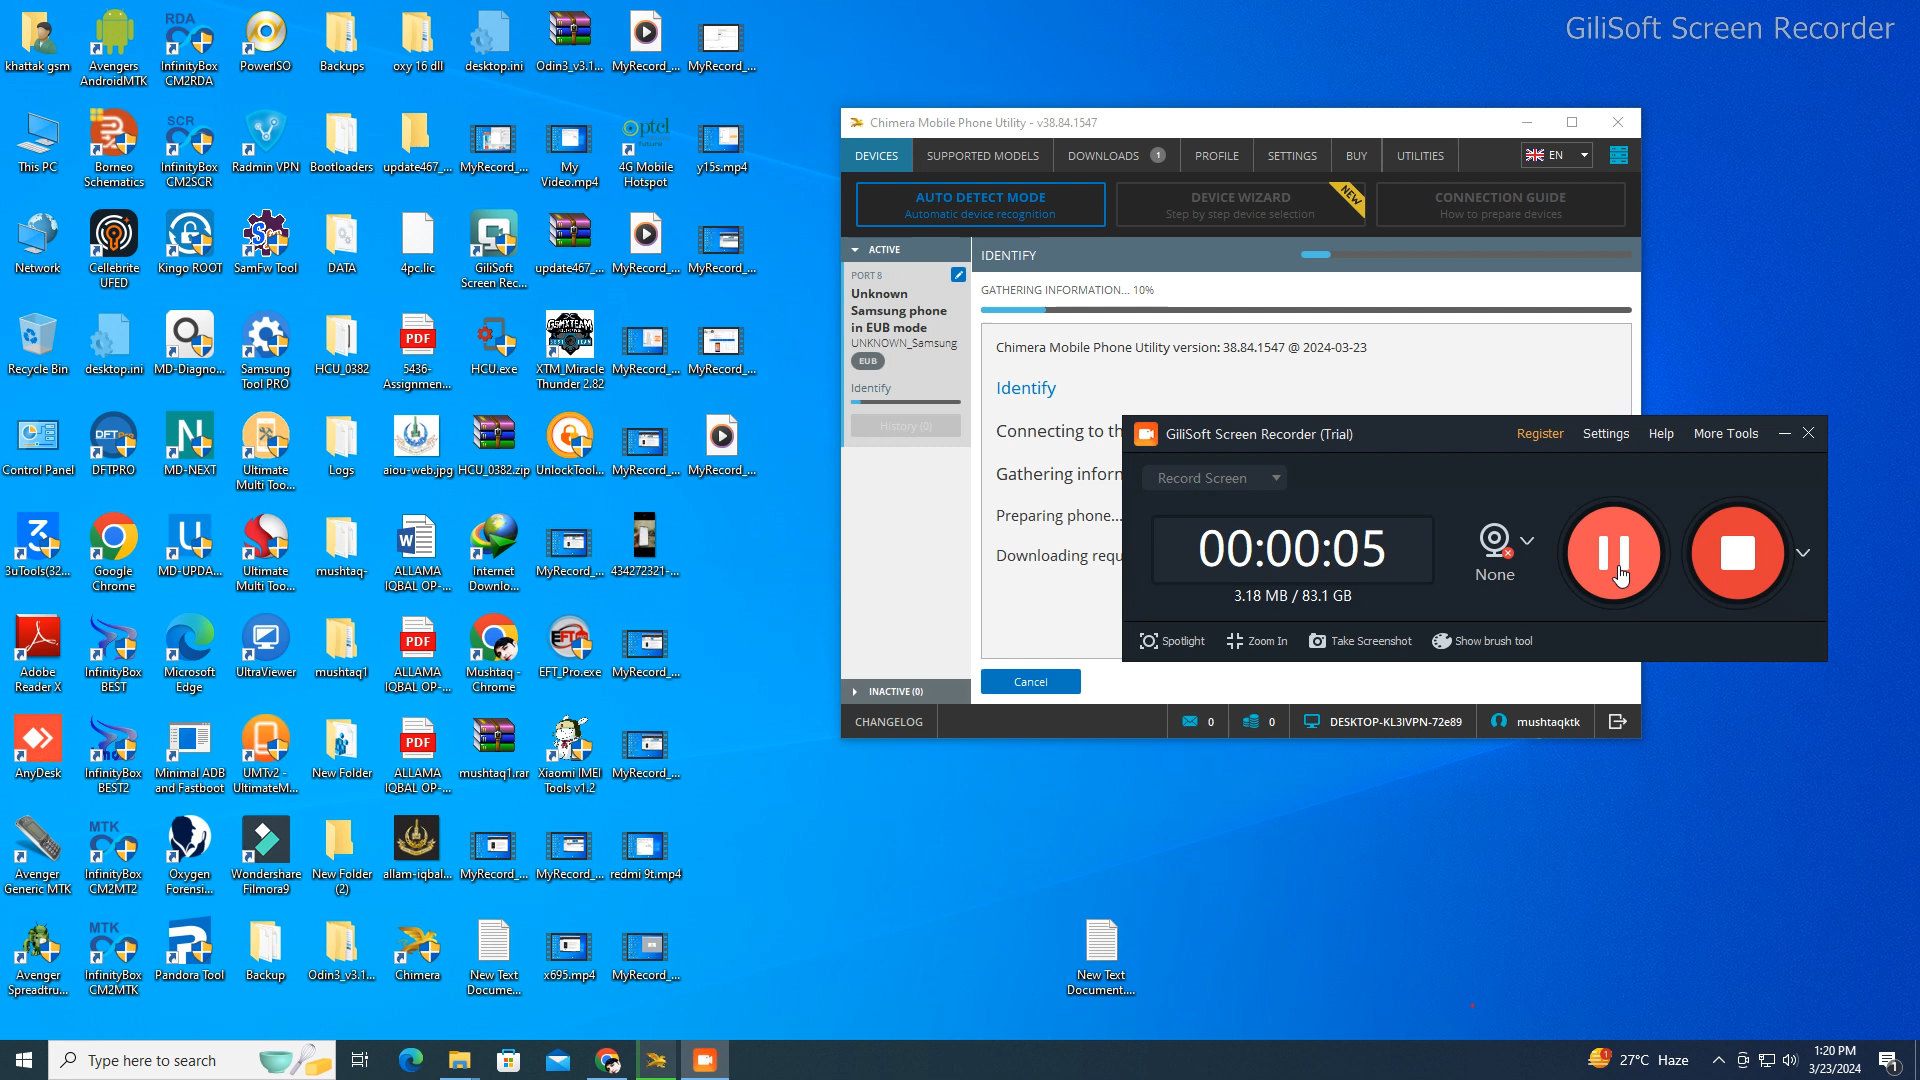 GiliSoft Screen Recorder
khattak gsm
Avengers
AndroidMTK
RDA
InfinityBox
CM2RDA
PowerISO
Backups
oxy 16 dll
desktop.ini
Odin3_v3.1...
MyRecord_...
MyRecord_...
This PC
Borneo
Schematics
SCR
InfinityBox
CM2SCR
Radmin VPN
Bootloaders
update467_...
MyRecord_...
My
Video.mp4
ptcl
4G Mobile
Hotspot
y15s.mp4
Network
Cellebrite
UFED
Kingo ROOT
SamFw Tool
DATA
4pc.lic
GiliSoft
Screen Rec...
update467_...
MyRecord_...
MyRecord_...
Recycle Bin
desktop.ini
MD-Diagno...
Samsung
Tool PRO
HCU_0382
PDF
5436-
Assignmen...
HCU.exe
XTM_Miracle
Thunder 2.82
MyRecord_...
MyRecord_...
Control Panel
DFTPRO
MD-NEXT
Ultimate
Multi Too...
Logs
aiou-web.jpg
HCU_0382.zip
UnlockTool...
MyRecord_...
MyRecord_...
3uTools(32...
Google
Chrome
MD-UPDA...
Ultimate
Multi Too...
mushtaq-
ALLAMA
IQBAL OP-...
Internet
Downlo...
MyRecord_...
434272321-...
Adobe
Reader X
InfinityBox
BEST
Microsoft
Edge
UltraViewer
mushtaq1
PDF
ALLAMA
IQBAL OP-...
Mushtaq -
Chrome
EFT_Pro.exe
MyRecord_...
AnyDesk
InfinityBox
BEST2
Minimal ADB
and Fastboot
UMTv2 -
UltimateM...
New Folder
PDF
ALLAMA
IQBAL OP-...
mushtaq1.rar
Xiaomi IMEI
Tools v1.2
MyRecord_...
Avenger
Generic MTK
MTK
InfinityBox
CM2MT2
Oxygen
Forensi...
Wondershare
Filmora9
New Folder
(2)
allam-iqbal...
MyRecord_...
MyRecord_...
redmi 9t.mp4
Avenger
Spreadtru...
MTK
InfinityBox
CM2MTK
Pandora Tool
Backup
Odin3_v3.1...
Chimera
New Text
Docume...
x695.mp4
MyRecord_...
New Text
Document....
Chimera Mobile Phone Utility - v38.84.1547
DEVICES
SUPPORTED MODELS
DOWNLOADS 1
PROFILE
SETTINGS
BUY
UTILITIES
EN
AUTO DETECT MODE
Automatic device recognition
DEVICE WIZARD
Step by step device selection
NEW
CONNECTION GUIDE
How to prepare devices
ACTIVE
PORT 8
Unknown
Samsung phone
in EUB mode
UNKNOWN_Samsung
EUB
Identify
History (0)
INACTIVE (0)
IDENTIFY
GATHERING INFORMATION... 10%
Chimera Mobile Phone Utility version: 38.84.1547 @ 2024-03-23
Identify
Connecting to th
Gathering inforn
Preparing phone...
Downloading requ
Cancel
CHANGELOG
0
0
DESKTOP-KL3IVPN-72e89
mushtaqktk
GiliSoft Screen Recorder (Trial)
Register
Settings
Help
More Tools
Record Screen
00:00:05
3.18 MB / 83.1 GB
None
Spotlight
Zoom In
Take Screenshot
Show brush tool
Type here to search
27°C Haze
1:20 PM
3/23/2024
1